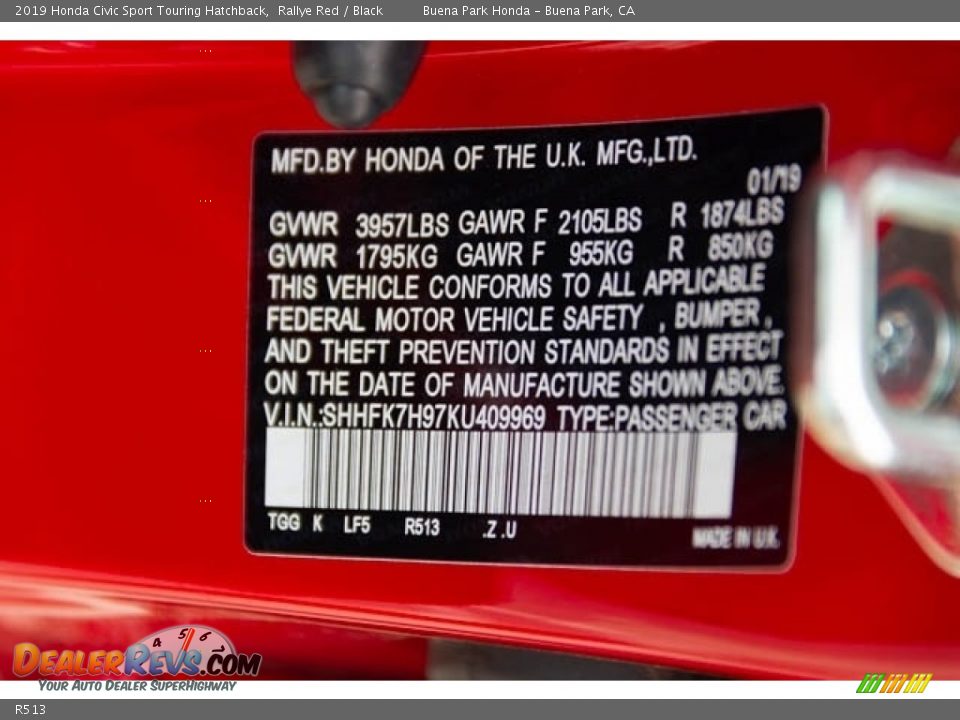 2019 Honda Civic Sport Touring Hatchback, Rallye Red / Black Buena Park Honda – Buena Park, CA
MFD.BY HONDA OF THE U.K. MFG.,LTD.
01/19
GVWR 3957LBS GAWR F 2105LBS R 1874LBS
GVWR 1795KG GAWR F 955KG R 850KG
THIS VEHICLE CONFORMS TO ALL APPLICABLE
FEDERAL MOTOR VEHICLE SAFETY , BUMPER ,
AND THEFT PREVENTION STANDARDS IN EFFECT
ON THE DATE OF MANUFACTURE SHOWN ABOVE.
V.I.N.:SHHFK7H97KU409969 TYPE:PASSENGER CAR
TGG K LF5 R513 .Z .U
MADE IN U.K.
4 5 6
DEALERREVS.COM
YOUR AUTO DEALER SUPERHIGHWAY
R513